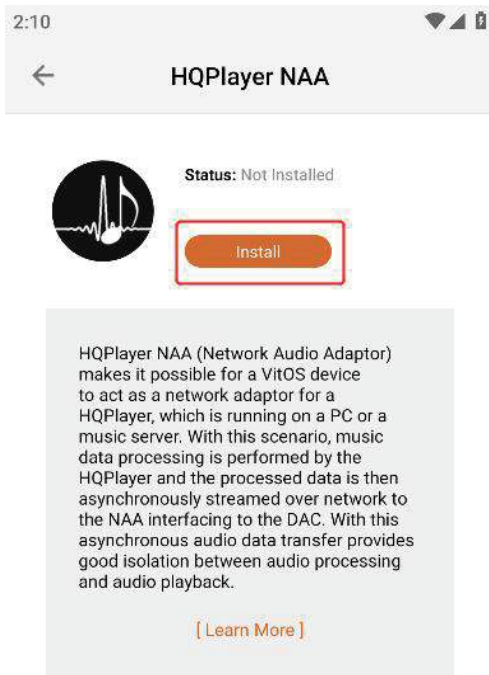 2:10
HQPlayer NAA
Status: Not Installed
Install
HQPlayer NAA (Network Audio Adaptor)
makes it possible for a VitOS device
to act as a network adaptor for a
HQPlayer, which is running on a PC or a
music server. With this scenario, music
data processing is performed by the
HQPlayer and the processed data is then
asynchronously streamed over network to
the NAA interfacing to the DAC. With this
asynchronous audio data transfer provides
good isolation between audio processing
and audio playback.
[ Learn More ]